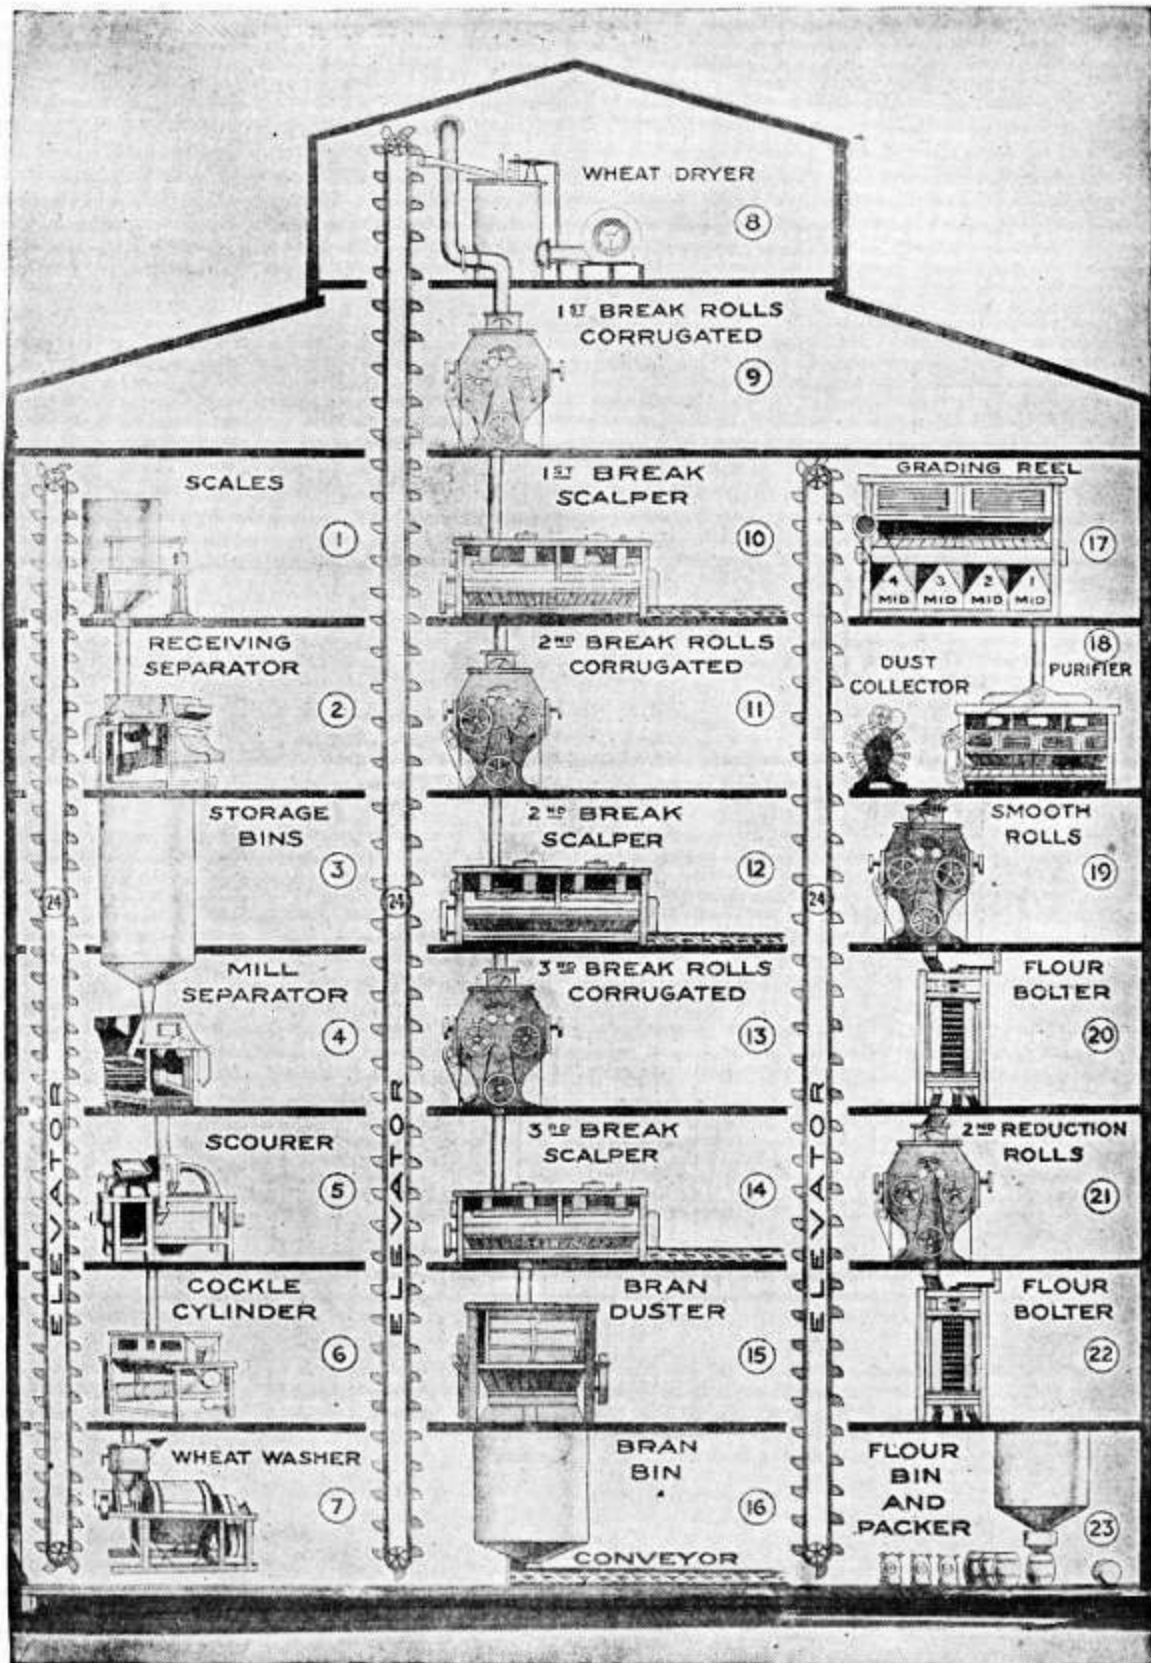 WHEAT DRYER
8
1ST BREAK ROLLS
CORRUGATED
9
SCALES
1
RECEIVING
SEPARATOR
2
STORAGE
BINS
3
24
MILL
SEPARATOR
4
SCOURER
5
COCKLE
CYLINDER
6
WHEAT WASHER
7
ELEVATOR
1ST BREAK
SCALPER
10
2ND BREAK ROLLS
CORRUGATED
11
2ND BREAK
SCALPER
12
24
3RD BREAK ROLLS
CORRUGATED
13
3RD BREAK
SCALPER
14
BRAN
DUSTER
15
BRAN
BIN
16
CONVEYOR
ELEVATOR
GRADING REEL
17
4 3 2 1
MID MID MID MID
18
DUST
COLLECTOR
PURIFIER
SMOOTH
ROLLS
19
24
FLOUR
BOLTER
20
2ND REDUCTION
ROLLS
21
FLOUR
BOLTER
22
FLOUR
BIN
AND
PACKER
23
ELEVATOR